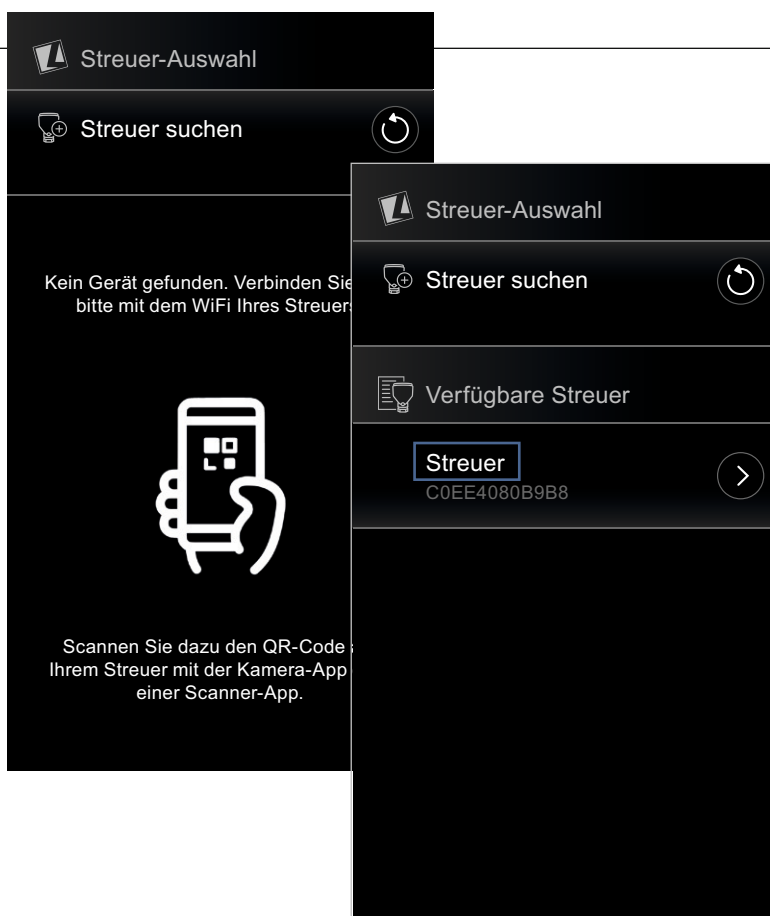 Streuer-Auswahl
Streuer suchen
Kein Gerät gefunden. Verbinden Sie
bitte mit dem WiFi Ihres Streuers
Scannen Sie dazu den QR-Code
Ihrem Streuer mit der Kamera-App
einer Scanner-App.
Streuer-Auswahl
Streuer suchen
Verfügbare Streuer
Streuer
C0EE4080B9B8